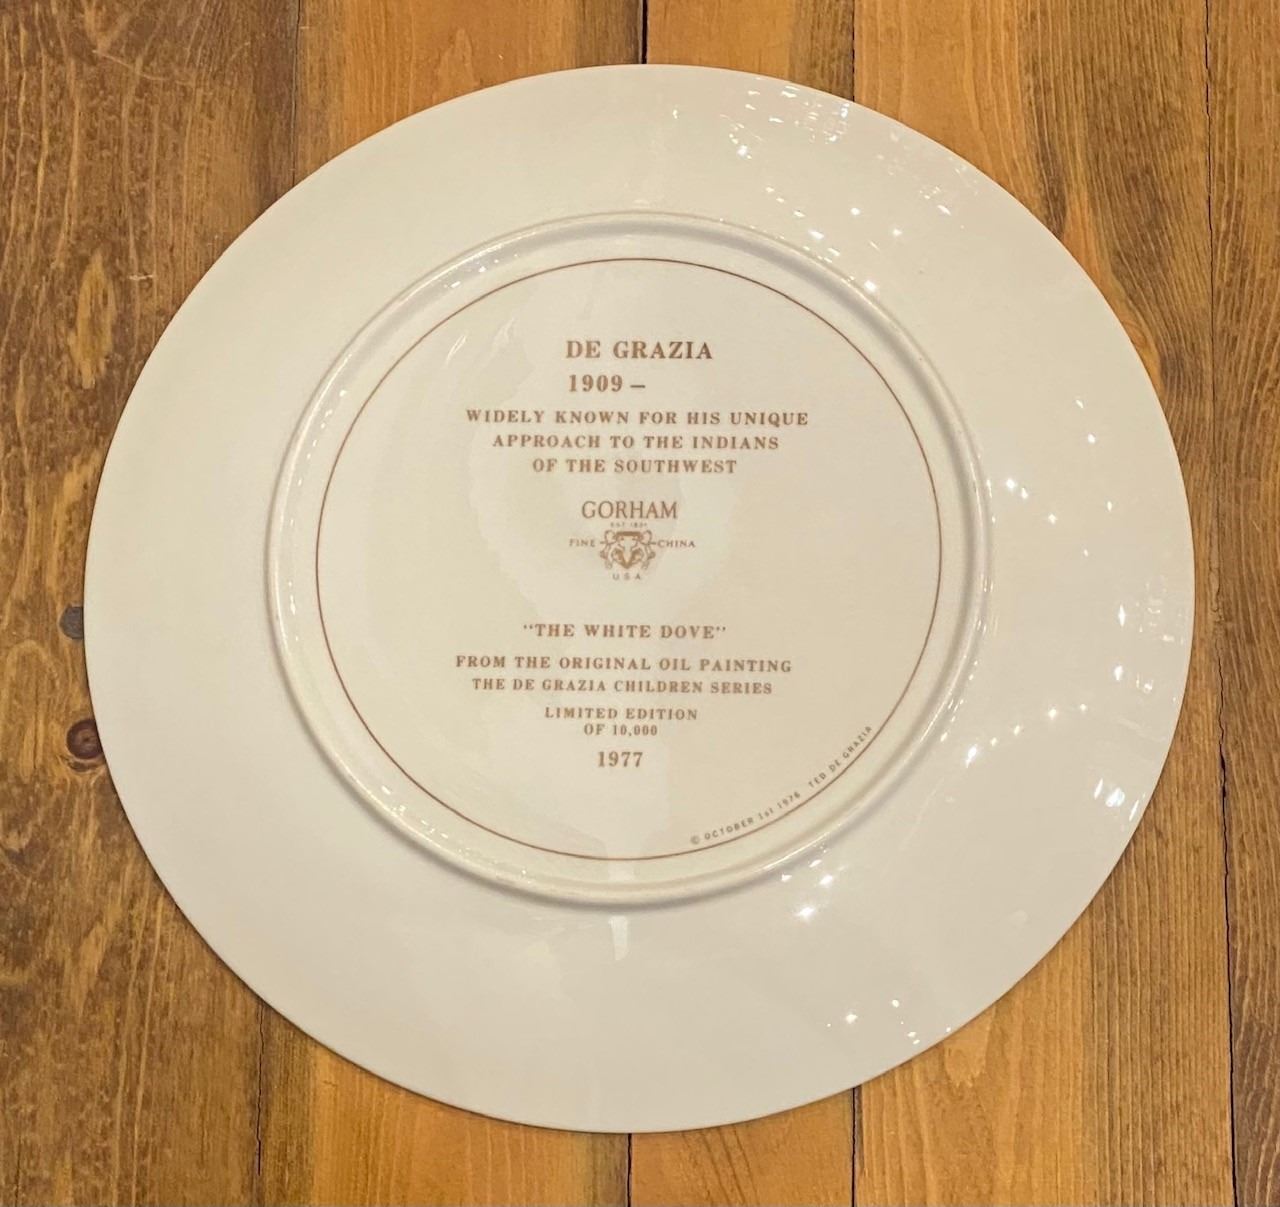 DE GRAZIA
1909 –
WIDELY KNOWN FOR HIS UNIQUE
APPROACH TO THE INDIANS
OF THE SOUTHWEST
GORHAM
EST 1831
FINE CHINA
USA
"THE WHITE DOVE"
FROM THE ORIGINAL OIL PAINTING
THE DE GRAZIA CHILDREN SERIES
LIMITED EDITION
OF 10,000
1977
© OCTOBER 1st 1976 TED DE GRAZIA